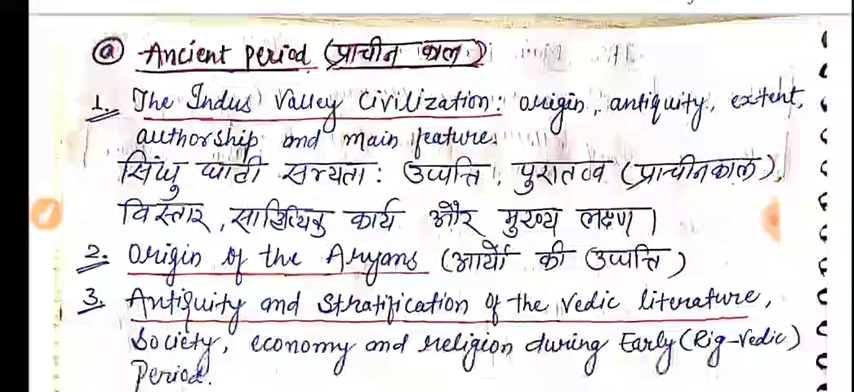 ⓐ Ancient Period (प्राचीन काल)
1. The Indus Valley Civilization: origin, antiquity, extent,
authorship and main feature.
सिंधु घाटी सभ्यता: उत्पत्ति, पुरातत्व (प्राचीनकाल),
विस्तार, साहित्यिक कार्य और मुख्य लक्षण।
2. Origin of the Aryans (आर्यो की उत्पत्ति)
3. Antiquity and Stratification of the Vedic literature,
Society, economy and religion during Early (Rig-Vedic)
Period.